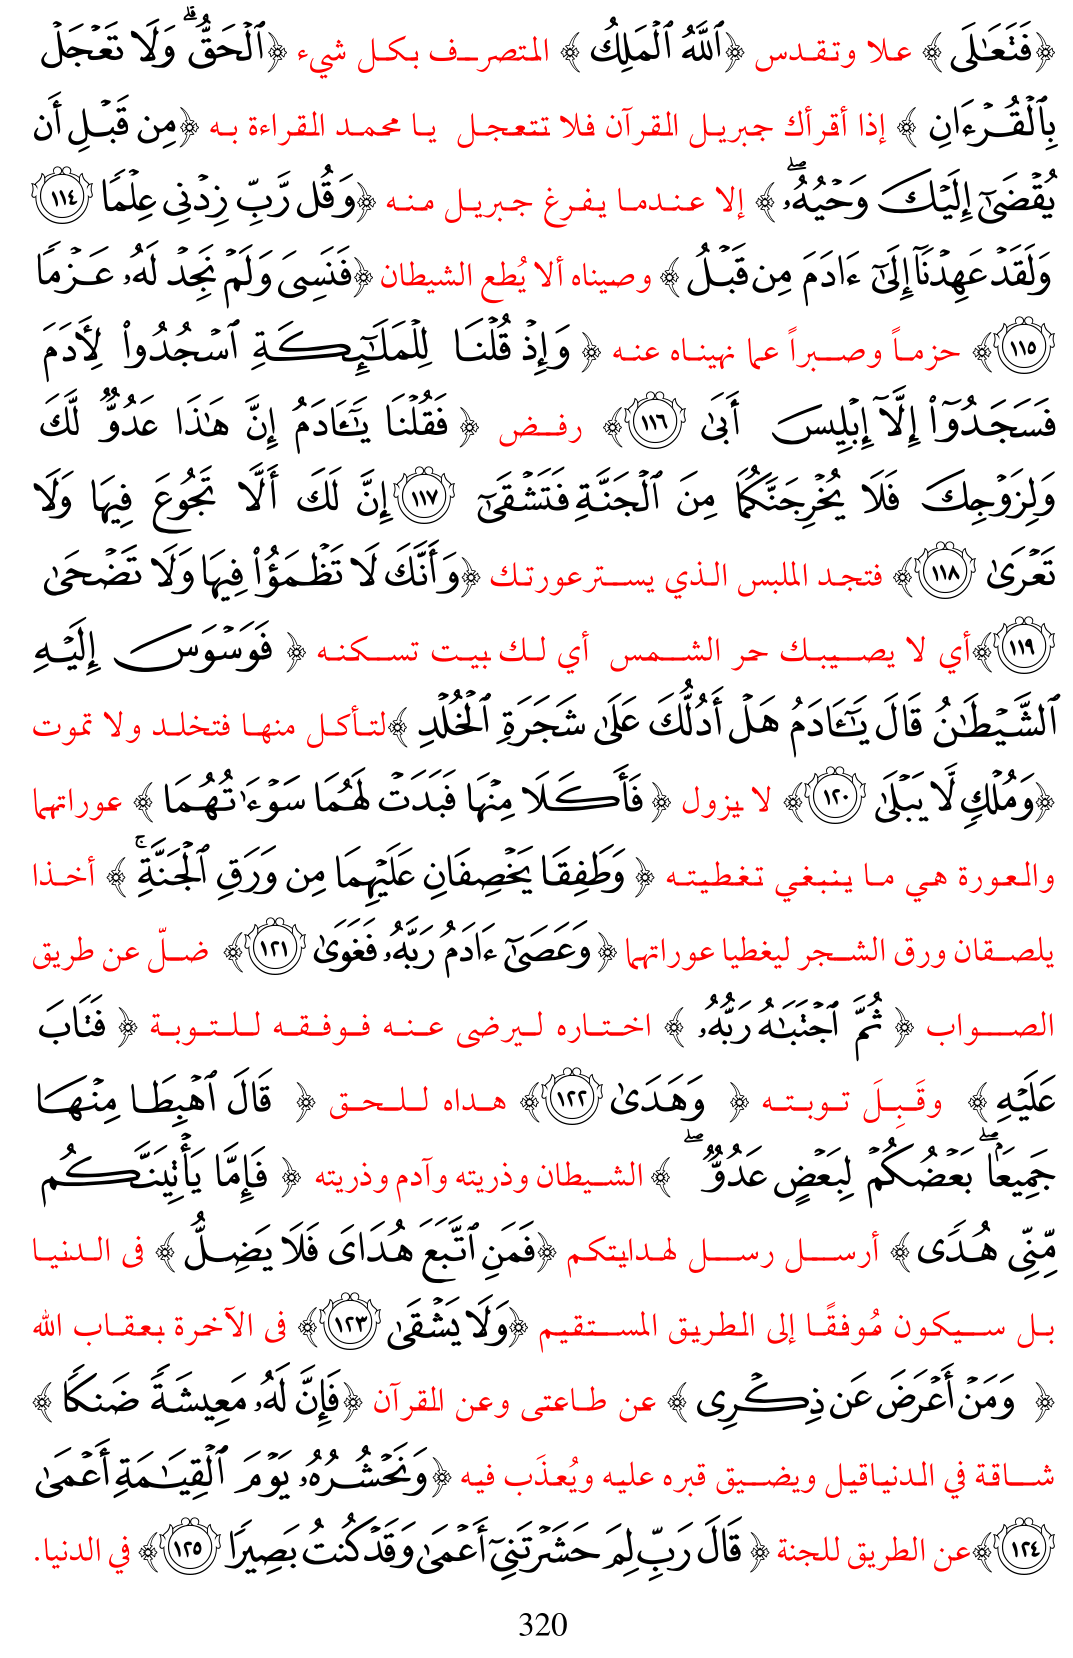 ﴿فَتَعَٰلَى﴾ علا وتقدس ﴿ٱللَّهُ ٱلْمَلِكُ﴾ المتصرف بكل شيء ﴿ٱلْحَقُّ ۗ وَلَا تَعْجَلْ
بِٱلْقُرْءَانِ﴾ إذا أقرأك جبريل القرآن فلا تتعجل يا محمد القراءة به ﴿مِن قَبْلِ أَن
يُقْضَىٰٓ إِلَيْكَ وَحْيُهُۥ ۖ﴾ إلا عندما يفرغ جبريل منه ﴿وَقُل رَّبِّ زِدْنِى عِلْمًا ١١٤
وَلَقَدْ عَهِدْنَآ إِلَىٰٓ ءَادَمَ مِن قَبْلُ﴾ وصيناه ألا يُطع الشيطان ﴿فَنَسِىَ وَلَمْ نَجِدْ لَهُۥ عَزْمًا
١١٥﴾ حزماً وصبراً عما نهيناه عنه ﴿وَإِذْ قُلْنَا لِلْمَلَٰٓئِكَةِ ٱسْجُدُوا۟ لِأَدَمَ
فَسَجَدُوٓا۟ إِلَّآ إِبْلِيسَ أَبَىٰ ١١٦﴾ رفض ﴿فَقُلْنَا يَٰٓـَٔادَمُ إِنَّ هَٰذَا عَدُوٌّ لَّكَ
وَلِزَوْجِكَ فَلَا يُخْرِجَنَّكُمَا مِنَ ٱلْجَنَّةِ فَتَشْقَىٰٓ ١١٧ إِنَّ لَكَ أَلَّا تَجُوعَ فِيهَا وَلَا
تَعْرَىٰ ١١٨﴾ فتجد الملبس الذي يستر عورتك ﴿وَأَنَّكَ لَا تَظْمَؤُا۟ فِيهَا وَلَا تَضْحَىٰ
١١٩﴾ أي لا يصيبك حر الشمس أي لك بيت تسكنه ﴿فَوَسْوَسَ إِلَيْهِ
ٱلشَّيْطَٰنُ قَالَ يَٰٓـَٔادَمُ هَلْ أَدُلُّكَ عَلَىٰ شَجَرَةِ ٱلْخُلْدِ﴾ لتأكل منها فتخلد ولا تموت
﴿وَمُلْكٍ لَّا يَبْلَىٰ ١٢٠﴾ لا يزول ﴿فَأَكَلَا مِنْهَا فَبَدَتْ لَهُمَا سَوْءَٰتُهُمَا﴾ عوراتهما
والعورة هي ما ينبغي تغطيته ﴿وَطَفِقَا يَخْصِفَانِ عَلَيْهِمَا مِن وَرَقِ ٱلْجَنَّةِ ۚ﴾ أخذا
يلصقان ورق الشجر ليغطيا عوراتهما ﴿وَعَصَىٰٓ ءَادَمُ رَبَّهُۥ فَغَوَىٰ ١٢١﴾ ضلّ عن طريق
الصواب ﴿ثُمَّ ٱجْتَبَٰهُ رَبُّهُۥ﴾ اختاره ليرضى عنه فوفقه للتوبة ﴿فَتَابَ
عَلَيْهِ﴾ وقَبِلَ توبته ﴿وَهَدَىٰ ١٢٢﴾ هداه للحق ﴿قَالَ ٱهْبِطَا مِنْهَا
جَمِيعًۢا ۖ بَعْضُكُمْ لِبَعْضٍ عَدُوٌّ ۖ﴾ الشيطان وذريته وآدم وذريته ﴿فَإِمَّا يَأْتِيَنَّكُم
مِّنِّى هُدًى﴾ أرسل رسل لهدايتكم ﴿فَمَنِ ٱتَّبَعَ هُدَاىَ فَلَا يَضِلُّ﴾ فى الدنيا
بل سيكون مُوفقًا إلى الطريق المستقيم ﴿وَلَا يَشْقَىٰ ١٢٣﴾ فى الآخرة بعقاب الله
﴿وَمَنْ أَعْرَضَ عَن ذِكْرِى﴾ عن طاعتى وعن القرآن ﴿فَإِنَّ لَهُۥ مَعِيشَةً ضَنكًا﴾
شاقة في الدنيا قيل ويضيق قبره عليه ويُعذَب فيه ﴿وَنَحْشُرُهُۥ يَوْمَ ٱلْقِيَٰمَةِ أَعْمَىٰ
١٢٤﴾ عن الطريق للجنة ﴿قَالَ رَبِّ لِمَ حَشَرْتَنِىٓ أَعْمَىٰ وَقَدْ كُنتُ بَصِيرًا ١٢٥﴾ في الدنيا.
320